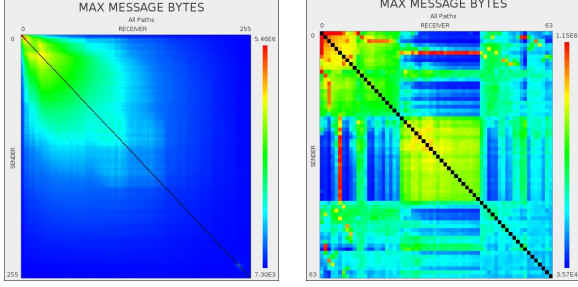 MAX MESSAGE BYTES
All Paths
RECEIVER
0
255
0
5.46E6
SENDER
255
7.30E3
MAX MESSAGE BYTES
All Paths
RECEIVER
0
63
0
1.15E6
SENDER
63
3.57E4